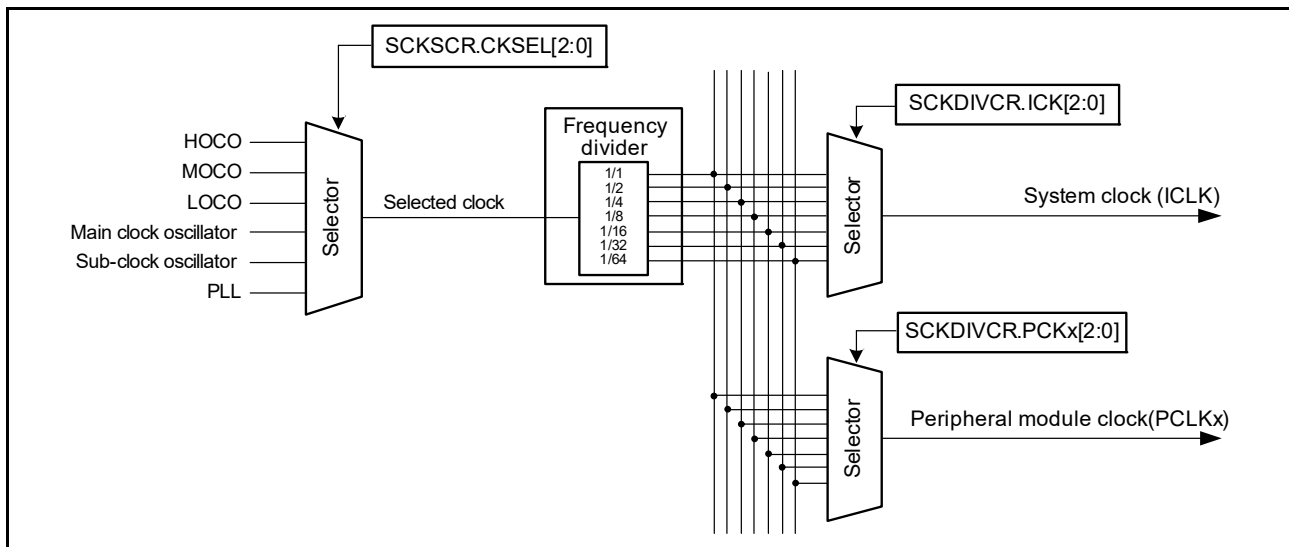 SCKSCR.CKSEL[2:0]
HOCO
MOCO
LOCO
Main clock oscillator
Sub-clock oscillator
PLL
Selector
Selected clock
Frequency
divider
1/1
1/2
1/4
1/8
1/16
1/32
1/64
SCKDIVCR.ICK[2:0]
Selector
System clock (ICLK)
SCKDIVCR.PCKx[2:0]
Selector
Peripheral module clock(PCLKx)